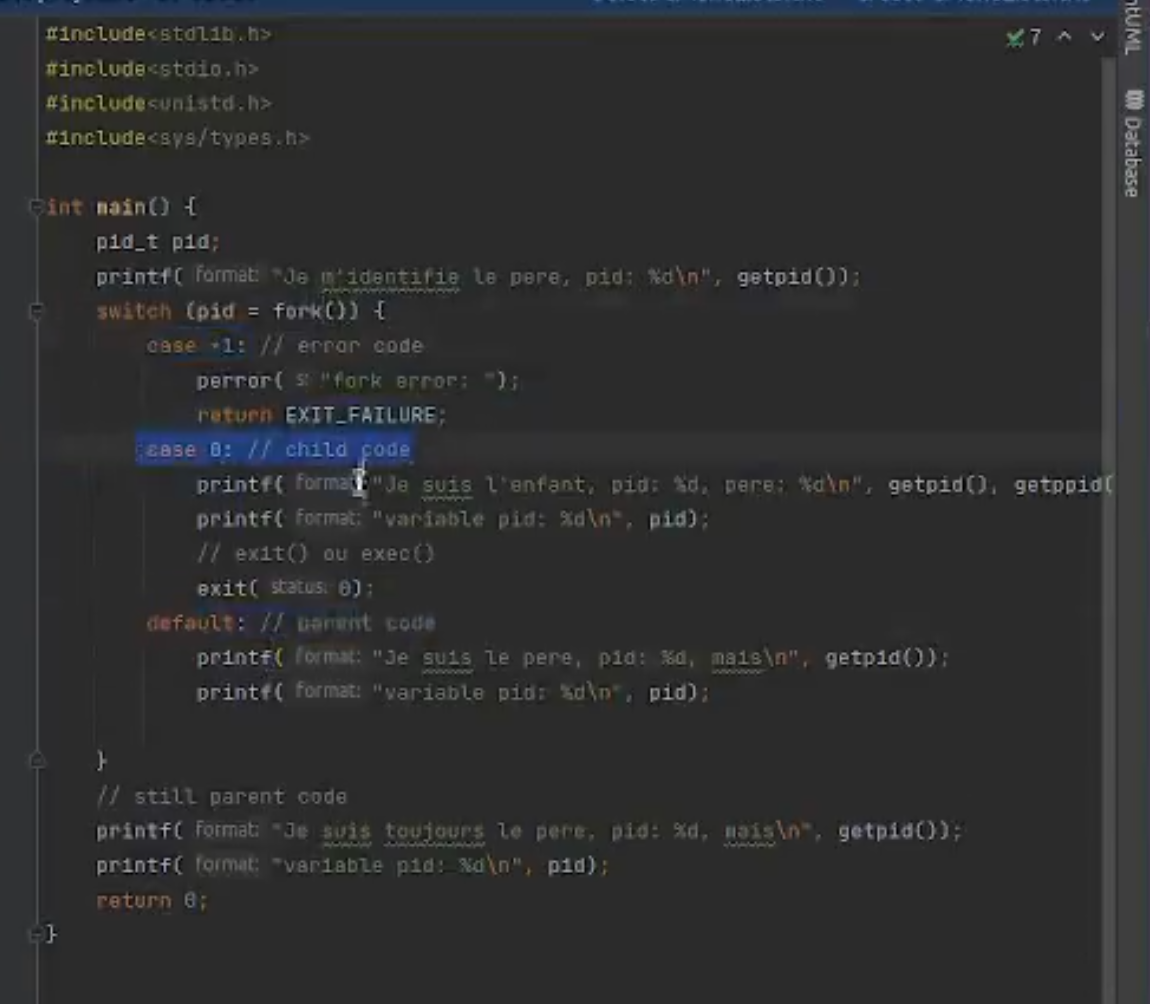 #include<stdlib.h>
#include<stdio.h>
#include<unistd.h>
#include<sys/types.h>
int main() {
pid_t pid;
printf( format: "Je m'identifie le pere, pid: %d\n", getpid());
switch (pid = fork()) {
case -1: // error code
perror( s: "fork error: ");
return EXIT_FAILURE;
case 0: // child code
printf( format: "Je suis l'enfant, pid: %d, pere: %d\n", getpid(), getppid(
printf( format: "variable pid: %d\n", pid);
// exit() ou exec()
exit( status: 0);
default: // parent code
printf( format: "Je suis le pere, pid: %d, mais\n", getpid());
printf( format: "variable pid: %d\n", pid);
}
// still parent code
printf( format: "Je suis toujours le pere, pid: %d, mais\n", getpid());
printf( format: "variable pid: %d\n", pid);
return 0;
}
7
Database